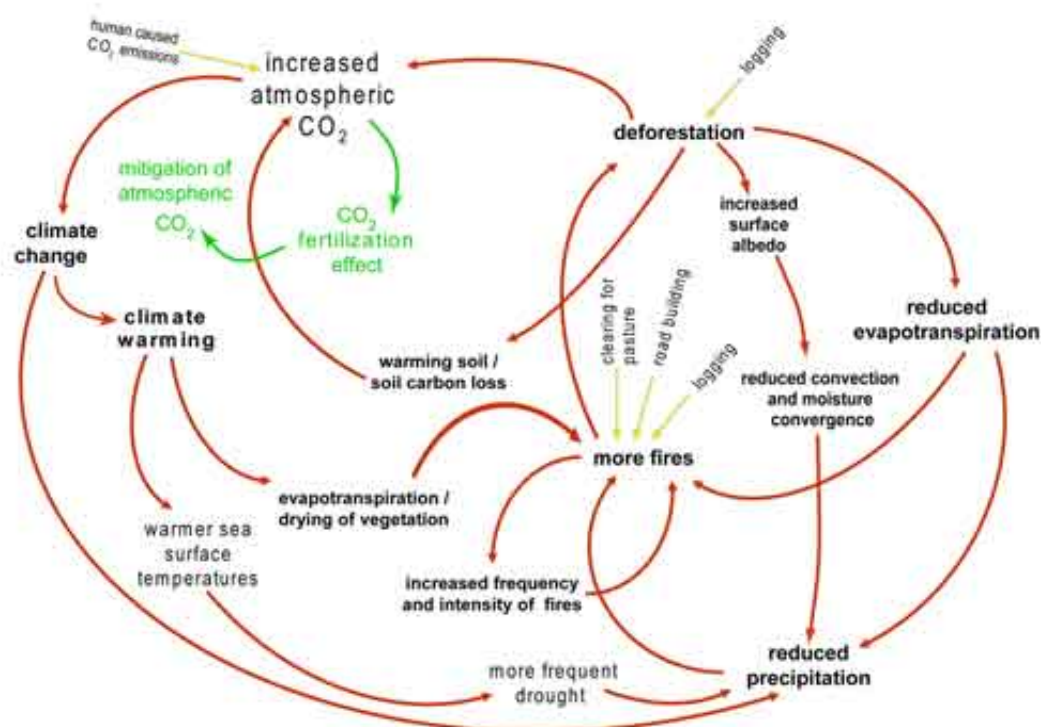 human caused
CO₂ emissions
increased
atmospheric
CO₂
logging
deforestation
mitigation of
atmospheric
CO₂
CO₂
fertilization
effect
increased
surface
albedo
climate
change
climate
warming
reduced
evapotranspiration
warming soil /
soil carbon loss
clearing for
pasture
road building
logging
reduced convection
and moisture
convergence
more fires
evapotranspiration /
drying of vegetation
warmer sea
surface
temperatures
increased frequency
and intensity of fires
more frequent
drought
reduced
precipitation